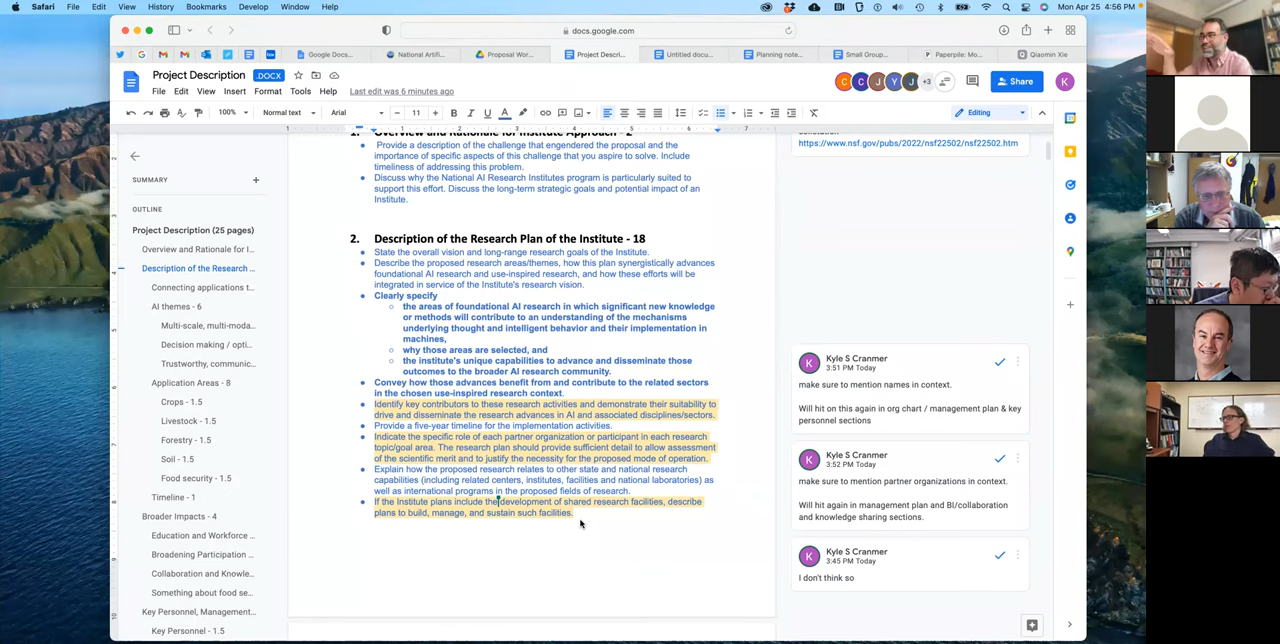 Safari File Edit View History Bookmarks Develop Window Help
Mon Apr 25 4:56 PM
docs.google.com
Google Docs...
National Artifi...
Proposal Wo...
Project Descri...
Untitled docu...
Planning note...
Small Group...
Paperpile: Mo...
Qiaomin Xie
Project Description .DOCX
File Edit View Insert Format Tools Help Last edit was 6 minutes ago
C C J Y J +3 Share K
100% Normal text Arial 11 Editing
1 1 2 3 4 5 6 7
SUMMARY
OUTLINE
Project Description (25 pages)
Overview and Rationale for I...
Description of the Research ...
Connecting applications t...
AI themes - 6
Multi-scale, multi-moda...
Decision making / opti...
Trustworthy, communic...
Application Areas - 8
Crops - 1.5
Livestock - 1.5
Forestry - 1.5
Soil - 1.5
Food security - 1.5
Timeline - 1
Broader Impacts - 4
Education and Workforce ...
Broadening Participation ...
Collaboration and Knowle...
Something about food se...
Key Personnel, Management...
Key Personnel - 1.5
1. Overview and Rationale for Institute Approach - 2
Provide a description of the challenge that engendered the proposal and the
importance of specific aspects of this challenge that you aspire to solve. Include
timeliness of addressing this problem.
Discuss why the National AI Research Institutes program is particularly suited to
support this effort. Discuss the long-term strategic goals and potential impact of an
Institute.
2. Description of the Research Plan of the Institute - 18
State the overall vision and long-range research goals of the Institute.
Describe the proposed research areas/themes, how this plan synergistically advances
foundational AI research and use-inspired research, and how these efforts will be
integrated in service of the Institute's research vision.
Clearly specify
the areas of foundational AI research in which significant new knowledge
or methods will contribute to an understanding of the mechanisms
underlying thought and intelligent behavior and their implementation in
machines,
why those areas are selected, and
the institute's unique capabilities to advance and disseminate those
outcomes to the broader AI research community.
Convey how those advances benefit from and contribute to the related sectors
in the chosen use-inspired research context.
Identify key contributors to these research activities and demonstrate their suitability to
drive and disseminate the research advances in AI and associated disciplines/sectors.
Provide a five-year timeline for the implementation activities.
Indicate the specific role of each partner organization or participant in each research
topic/goal area. The research plan should provide sufficient detail to allow assessment
of the scientific merit and to justify the necessity for the proposed mode of operation.
Explain how the proposed research relates to other state and national research
capabilities (including related centers, institutes, facilities and national laboratories) as
well as international programs in the proposed fields of research.
If the Institute plans include the development of shared research facilities, describe
plans to build, manage, and sustain such facilities.
https://www.nsf.gov/pubs/2022/nsf22502/nsf22502.htm
K Kyle S Cranmer
3:51 PM Today
make sure to mention names in context.
Will hit on this again in org chart / management plan & key
personnel sections
K Kyle S Cranmer
3:52 PM Today
make sure to mention partner organizations in context.
Will hit again in management plan and BI/collaboration
and knowledge sharing sections.
K Kyle S Cranmer
3:45 PM Today
I don't think so